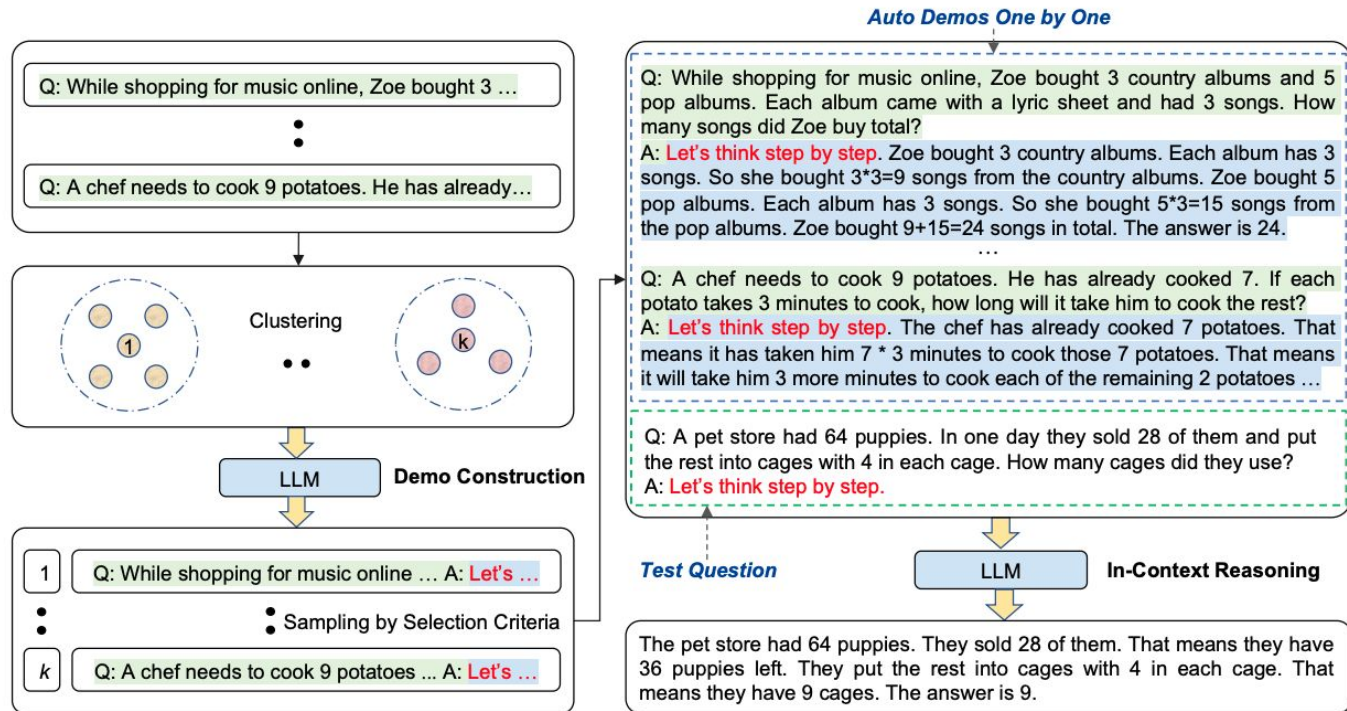 Q: While shopping for music online, Zoe bought 3 …
Q: A chef needs to cook 9 potatoes. He has already…
1
Clustering
k
LLM
Demo Construction
1
Q: While shopping for music online … A: Let's …
Sampling by Selection Criteria
k
Q: A chef needs to cook 9 potatoes ... A: Let's …
Auto Demos One by One
Q: While shopping for music online, Zoe bought 3 country albums and 5
pop albums. Each album came with a lyric sheet and had 3 songs. How
many songs did Zoe buy total?
A: Let's think step by step. Zoe bought 3 country albums. Each album has 3
songs. So she bought 3*3=9 songs from the country albums. Zoe bought 5
pop albums. Each album has 3 songs. So she bought 5*3=15 songs from
the pop albums. Zoe bought 9+15=24 songs in total. The answer is 24.
…
Q: A chef needs to cook 9 potatoes. He has already cooked 7. If each
potato takes 3 minutes to cook, how long will it take him to cook the rest?
A: Let's think step by step. The chef has already cooked 7 potatoes. That
means it has taken him 7 * 3 minutes to cook those 7 potatoes. That means
it will take him 3 more minutes to cook each of the remaining 2 potatoes …
Q: A pet store had 64 puppies. In one day they sold 28 of them and put
the rest into cages with 4 in each cage. How many cages did they use?
A: Let's think step by step.
Test Question
LLM
In-Context Reasoning
The pet store had 64 puppies. They sold 28 of them. That means they have
36 puppies left. They put the rest into cages with 4 in each cage. That
means they have 9 cages. The answer is 9.